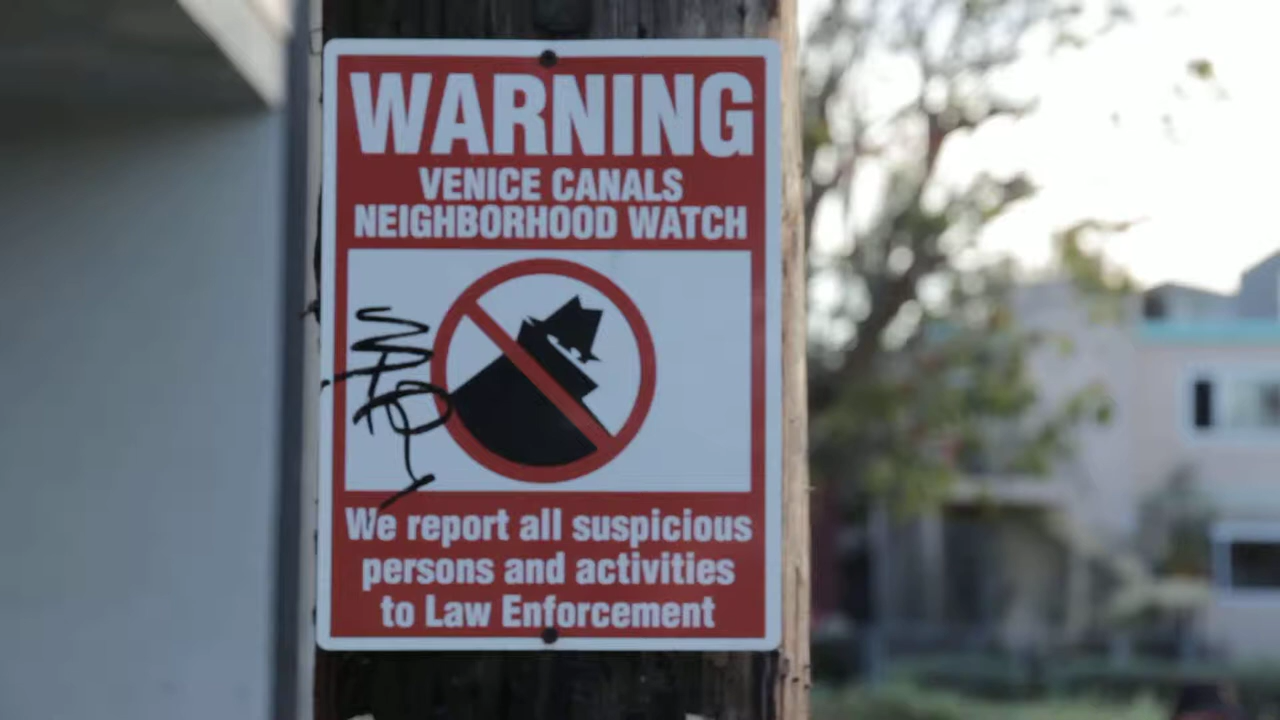 WARNING
VENICE CANALS
NEIGHBORHOOD WATCH
We report all suspicious
persons and activities
to Law Enforcement